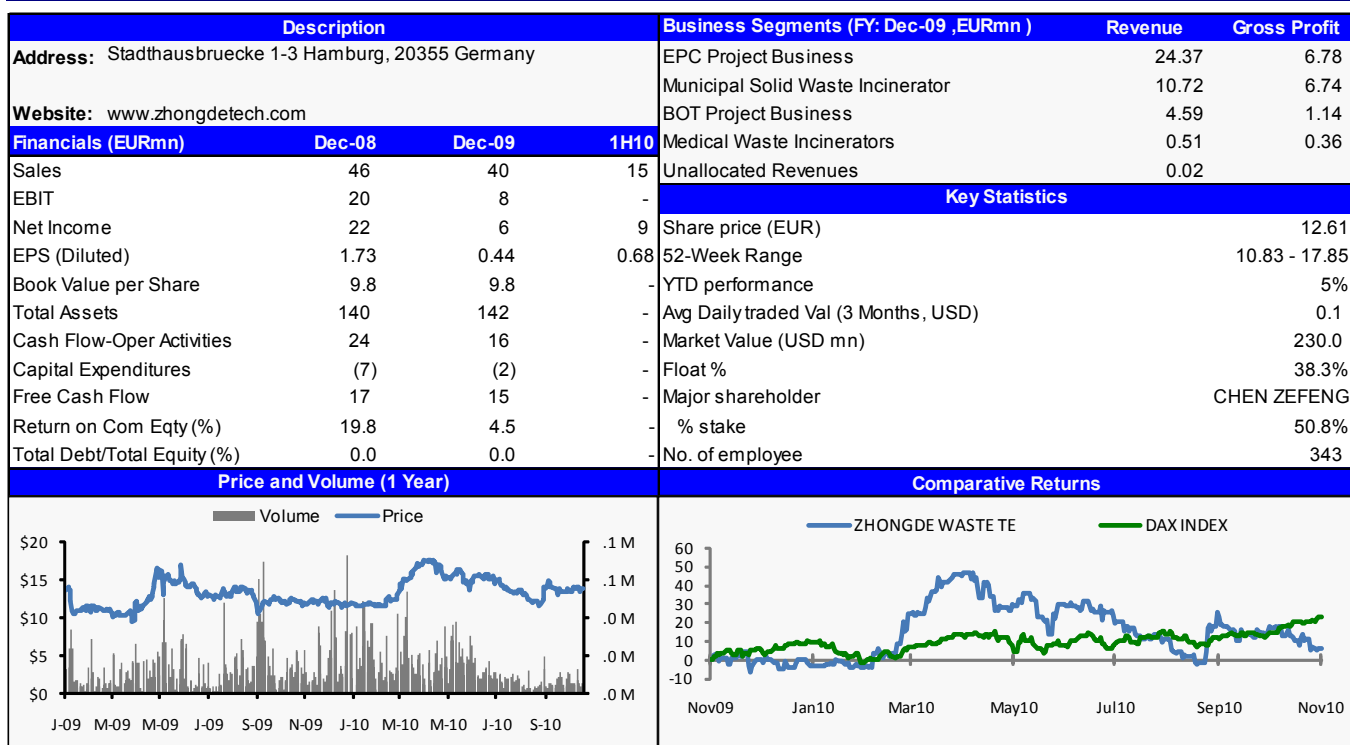 Description
Address: Stadthausbruecke 1-3 Hamburg, 20355 Germany
Website: www.zhongdetech.com
Financials (EURmn) Dec-08 Dec-09 1H10
Sales 46 40 15
EBIT 20 8 -
Net Income 22 6 9
EPS (Diluted) 1.73 0.44 0.68
Book Value per Share 9.8 9.8 -
Total Assets 140 142 -
Cash Flow-Oper Activities 24 16 -
Capital Expenditures (7) (2) -
Free Cash Flow 17 15 -
Return on Com Eqty (%) 19.8 4.5 -
Total Debt/Total Equity (%) 0.0 0.0 -
Business Segments (FY: Dec-09 ,EURmn ) Revenue Gross Profit
EPC Project Business 24.37 6.78
Municipal Solid Waste Incinerator 10.72 6.74
BOT Project Business 4.59 1.14
Medical Waste Incinerators 0.51 0.36
Unallocated Revenues 0.02
Key Statistics
Share price (EUR) 12.61
52-Week Range 10.83 - 17.85
YTD performance 5%
Avg Daily traded Val (3 Months, USD) 0.1
Market Value (USD mn) 230.0
Float % 38.3%
Major shareholder CHEN ZEFENG
% stake 50.8%
No. of employee 343
Price and Volume (1 Year)
Volume Price
$20 .1 M
$15 .1 M
$10 .0 M
$5 .0 M
$0 .0 M
J-09 M-09 M-09 J-09 S-09 J-10 M-10 M-10 J-10 S-10
Comparative Returns
ZHONGDE WASTE TE DAX INDEX
60
50
40
30
20
10
0
-10
Nov09 Jan10 Mar10 May10 Jul10 Sep10 Nov10